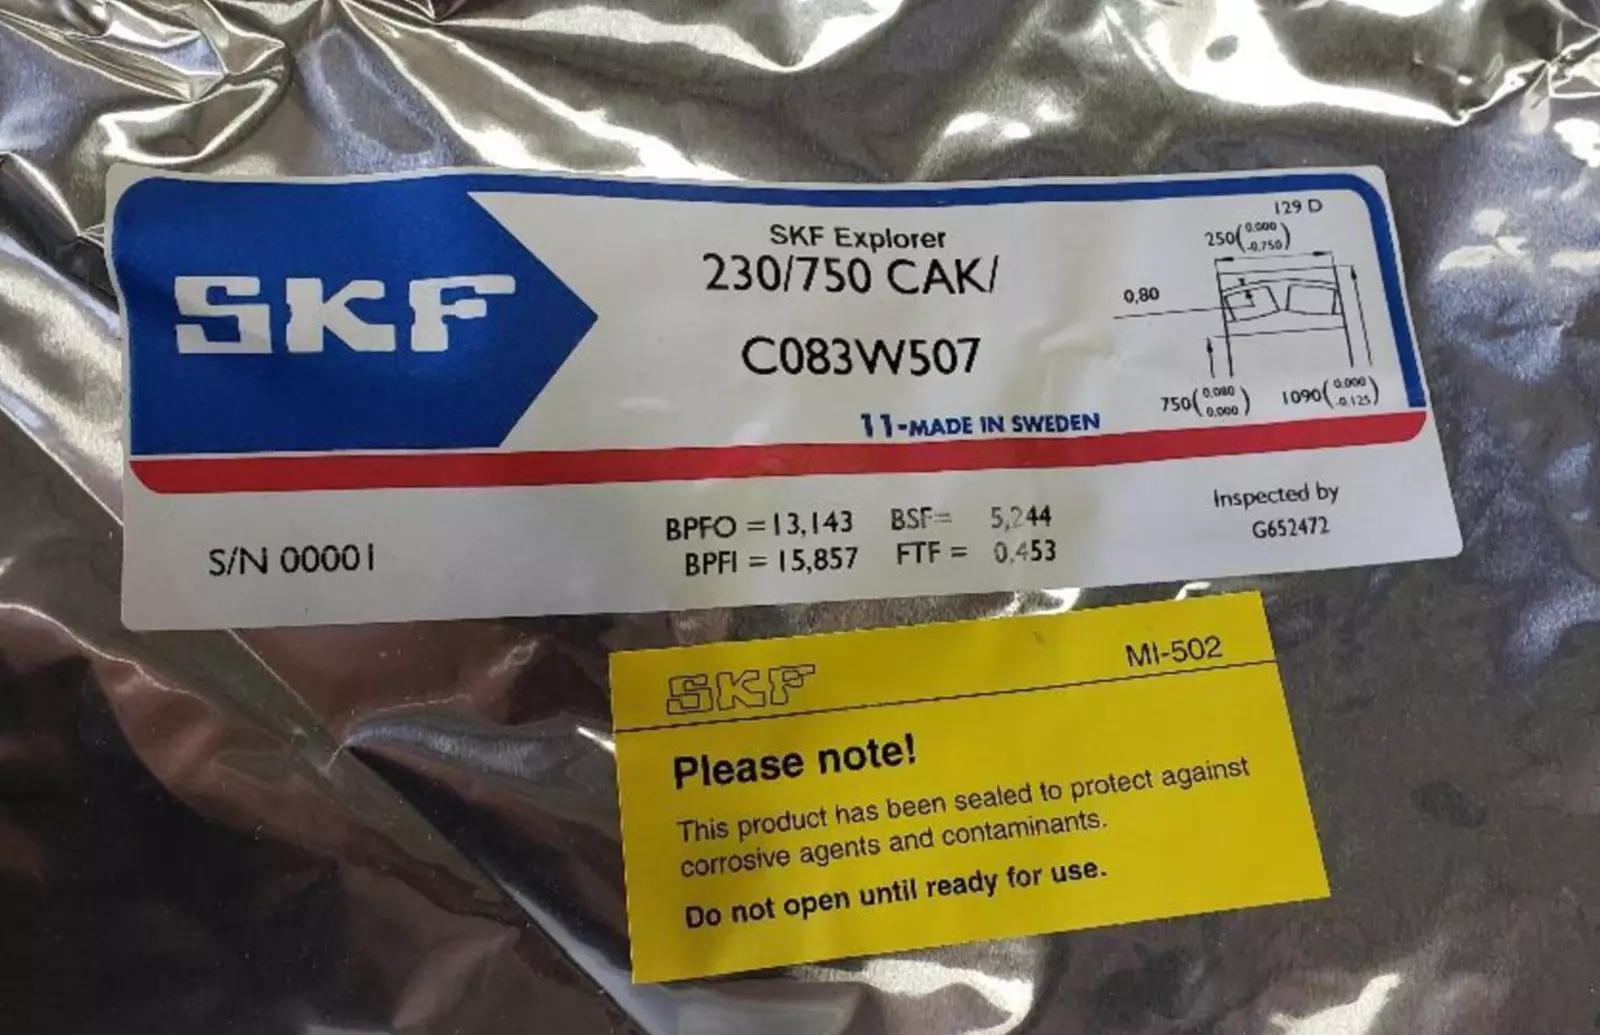 SKF
SKF Explorer
230/750 CAK/
C083W507
11-MADE IN SWEDEN
129 D
250(0.000 -0.750)
0,80
750(0.080 0.000)
1090(0.000 -0.125)
S/N 00001
BPFO =13,143 BSF= 5,244
BPFI = 15,857 FTF = 0,453
Inspected by
G652472
SKF
MI-502
Please note!
This product has been sealed to protect against
corrosive agents and contaminants.
Do not open until ready for use.